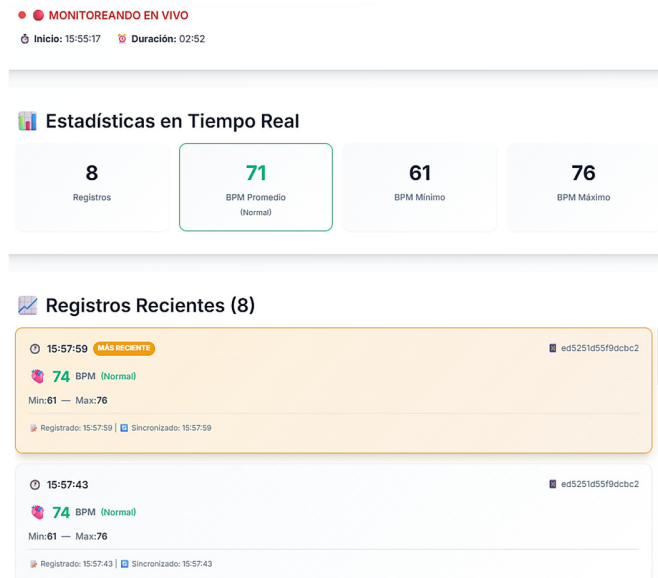 MONITOREANDO EN VIVO
Inicio: 15:55:17 Duración: 02:52
Estadísticas en Tiempo Real
8
Registros
71
BPM Promedio
(Normal)
61
BPM Mínimo
76
BPM Máximo
Registros Recientes (8)
15:57:59 MÁS RECIENTE ed5251d55f9dcbc2
74 BPM (Normal)
Min:61 — Max:76
Registrado: 15:57:59 | Sincronizado: 15:57:59
15:57:43 ed5251d55f9dcbc2
74 BPM (Normal)
Min:61 — Max:76
Registrado: 15:57:43 | Sincronizado: 15:57:43